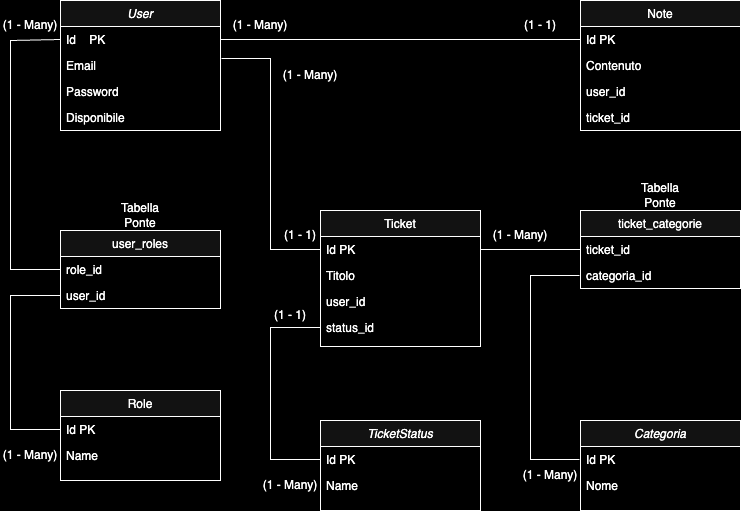 User
(1 - Many)
Id PK
Email
Password
Disponibile
(1 - Many)
(1 - Many)
(1 - 1)
Note
Id PK
Contenuto
user_id
ticket_id
Tabella
Ponte
user_roles
role_id
user_id
(1 - 1)
Ticket
Id PK
Titolo
user_id
status_id
(1 - 1)
(1 - Many)
Tabella
Ponte
ticket_categorie
ticket_id
categoria_id
Role
Id PK
Name
(1 - Many)
TicketStatus
Id PK
Name
(1 - Many)
Categoria
Id PK
Nome
(1 - Many)